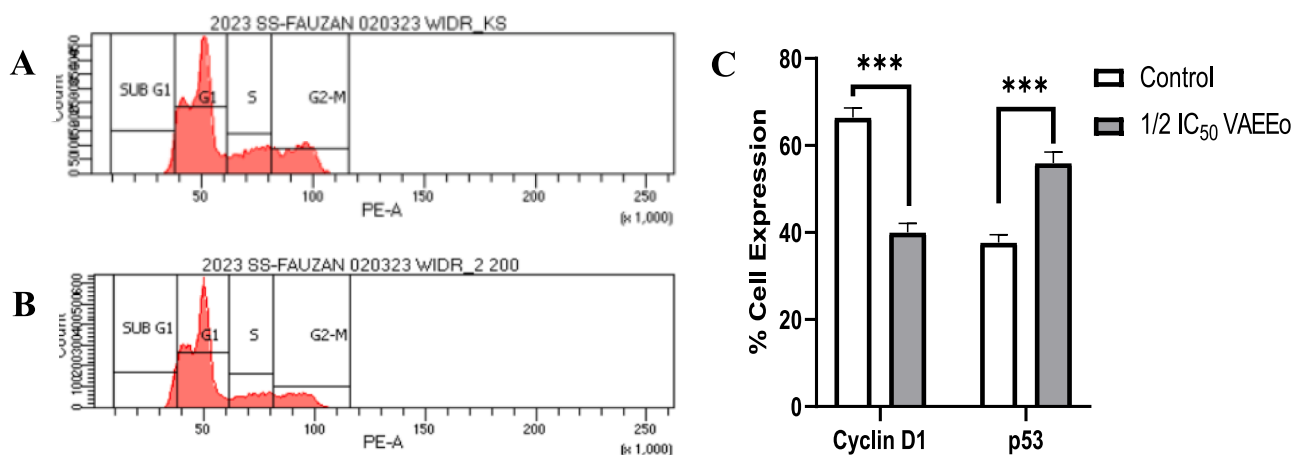 A
2023 SS-FAUZAN 020323 WIDR_KS
Count
SUB G1 G1 S G2-M
50 100 150 200 250
PE-A
(x 1,000)
B
2023 SS-FAUZAN 020323 WIDR_2 200
Count
SUB G1 G1 S G2-M
50 100 150 200 250
PE-A
(x 1,000)
C
% Cell Expression
80
60
40
20
0
*** ***
Cyclin D1 p53
Control
1/2 IC50 VAEEo